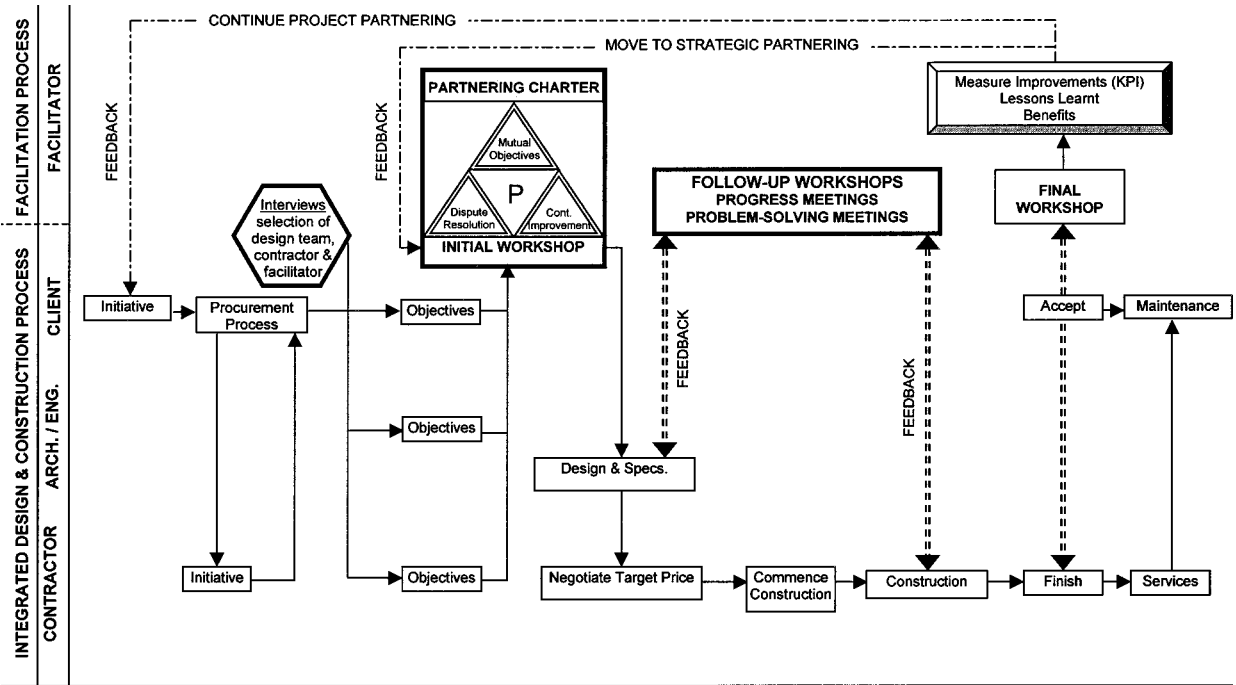 CONTINUE PROJECT PARTNERING
MOVE TO STRATEGIC PARTNERING
FACILITATION PROCESS
FACILITATOR
FEEDBACK
FEEDBACK
PARTNERING CHARTER
Mutual
Objectives
P
Dispute
Resolution
Cont.
Improvement
INITIAL WORKSHOP
Measure Improvements (KPI)
Lessons Learnt
Benefits
FOLLOW-UP WORKSHOPS
PROGRESS MEETINGS
PROBLEM-SOLVING MEETINGS
FINAL
WORKSHOP
Interviews
selection of
design team,
contractor &
facilitator
INTEGRATED DESIGN & CONSTRUCTION PROCESS
CLIENT
Initiative
Procurement
Process
Objectives
FEEDBACK
FEEDBACK
Accept
Maintenance
ARCH. / ENG.
Objectives
Design & Specs.
CONTRACTOR
Initiative
Objectives
Negotiate Target Price
Commence
Construction
Construction
Finish
Services